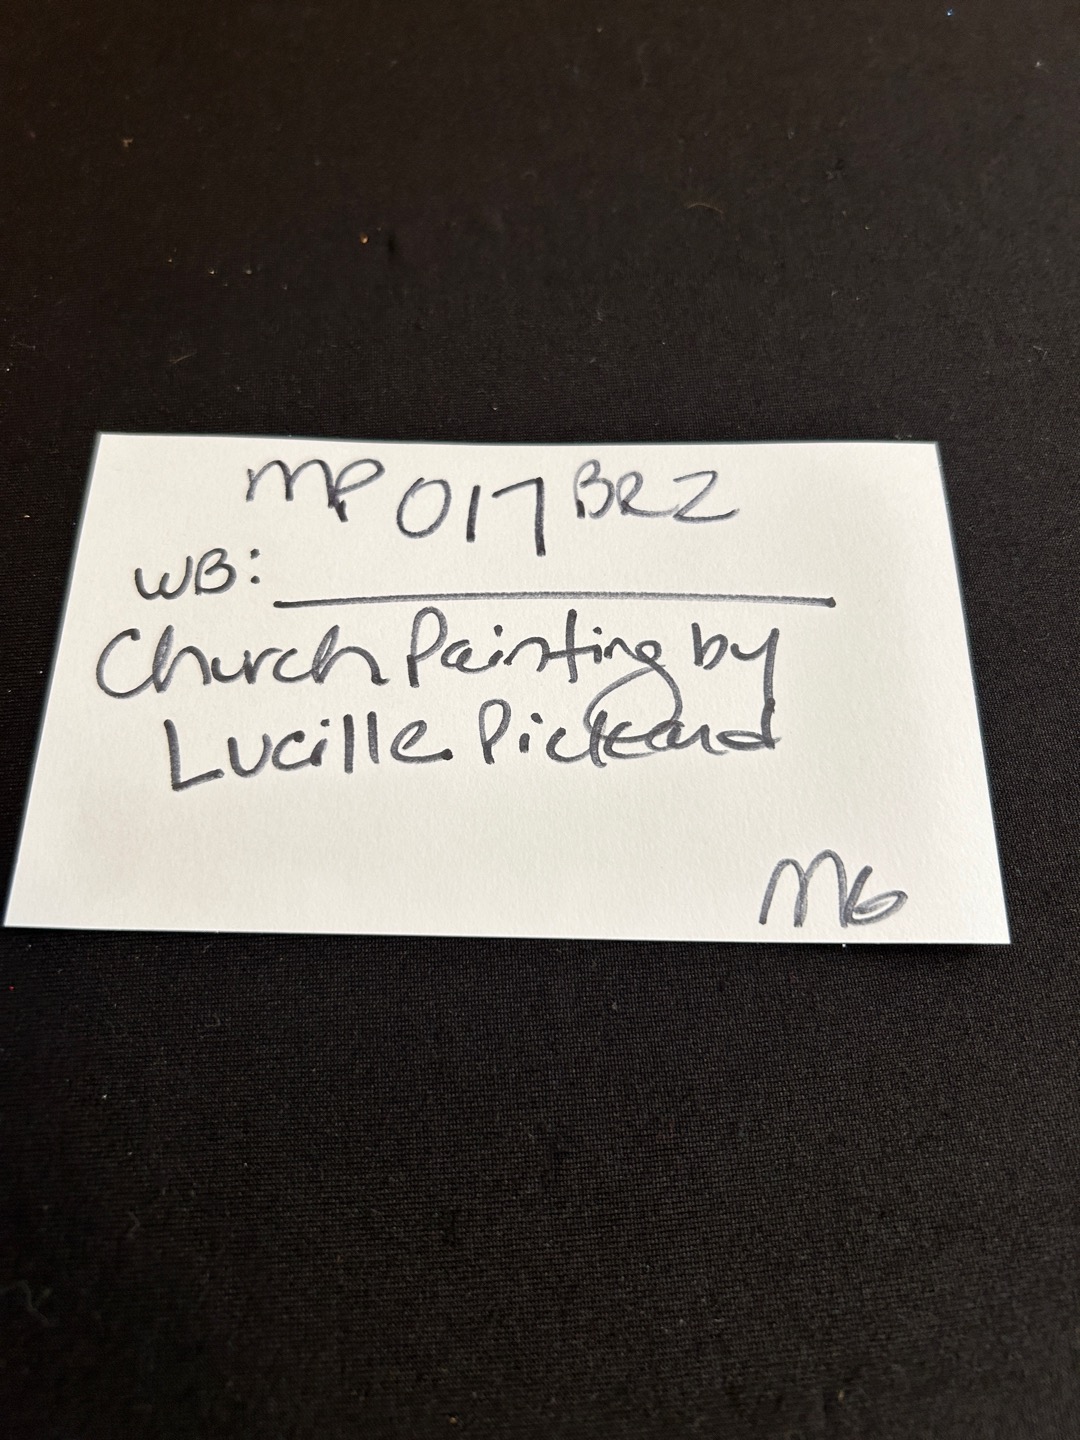 MP 017 BRZ
WB: 
Church Painting by
Lucille Pickard
MG